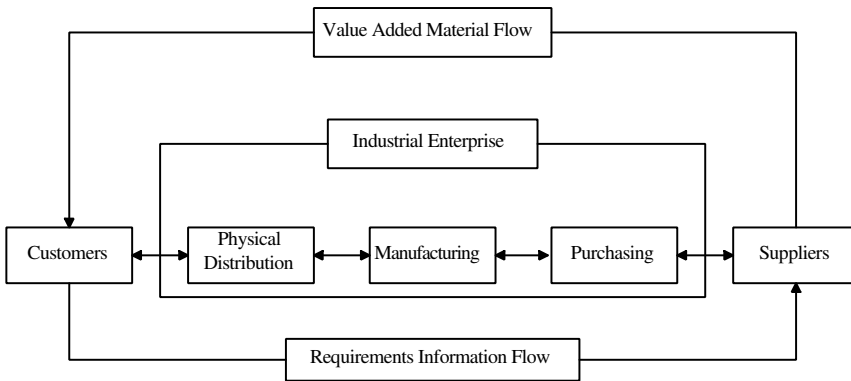 Value Added Material Flow
Industrial Enterprise
Customers
Physical
Distribution
Manufacturing
Purchasing
Suppliers
Requirements Information Flow